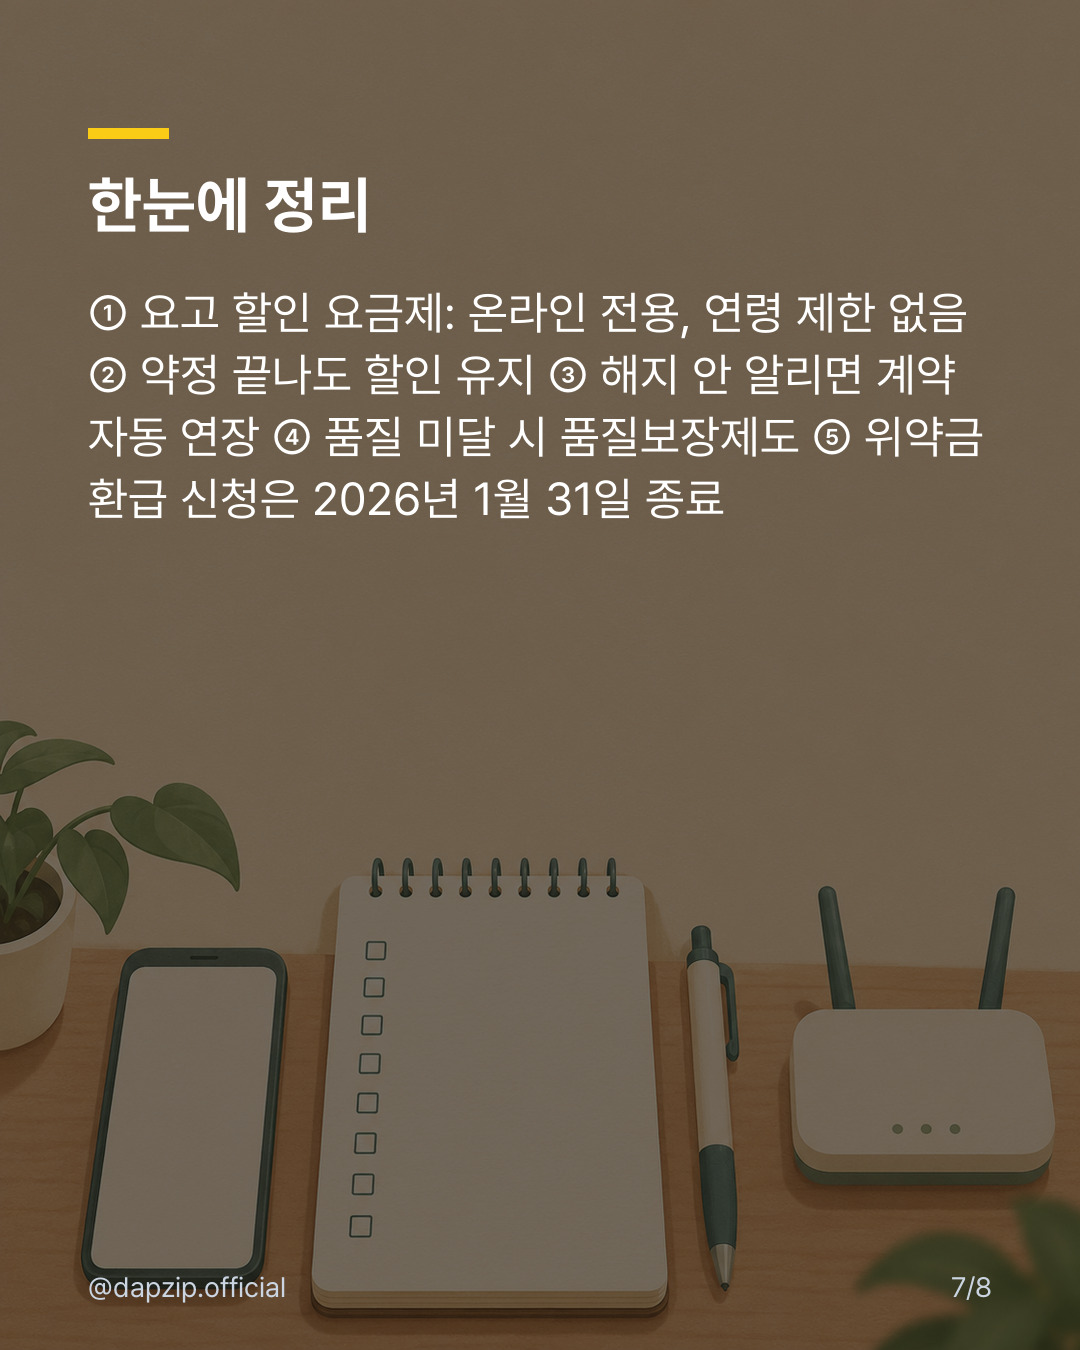 한눈에 정리
① 요고 할인 요금제: 온라인 전용, 연령 제한 없음
② 약정 끝나도 할인 유지 ③ 해지 안 알리면 계약
자동 연장 ④ 품질 미달 시 품질보장제도 ⑤ 위약금
환급 신청은 2026년 1월 31일 종료
@dapzip.official
7/8